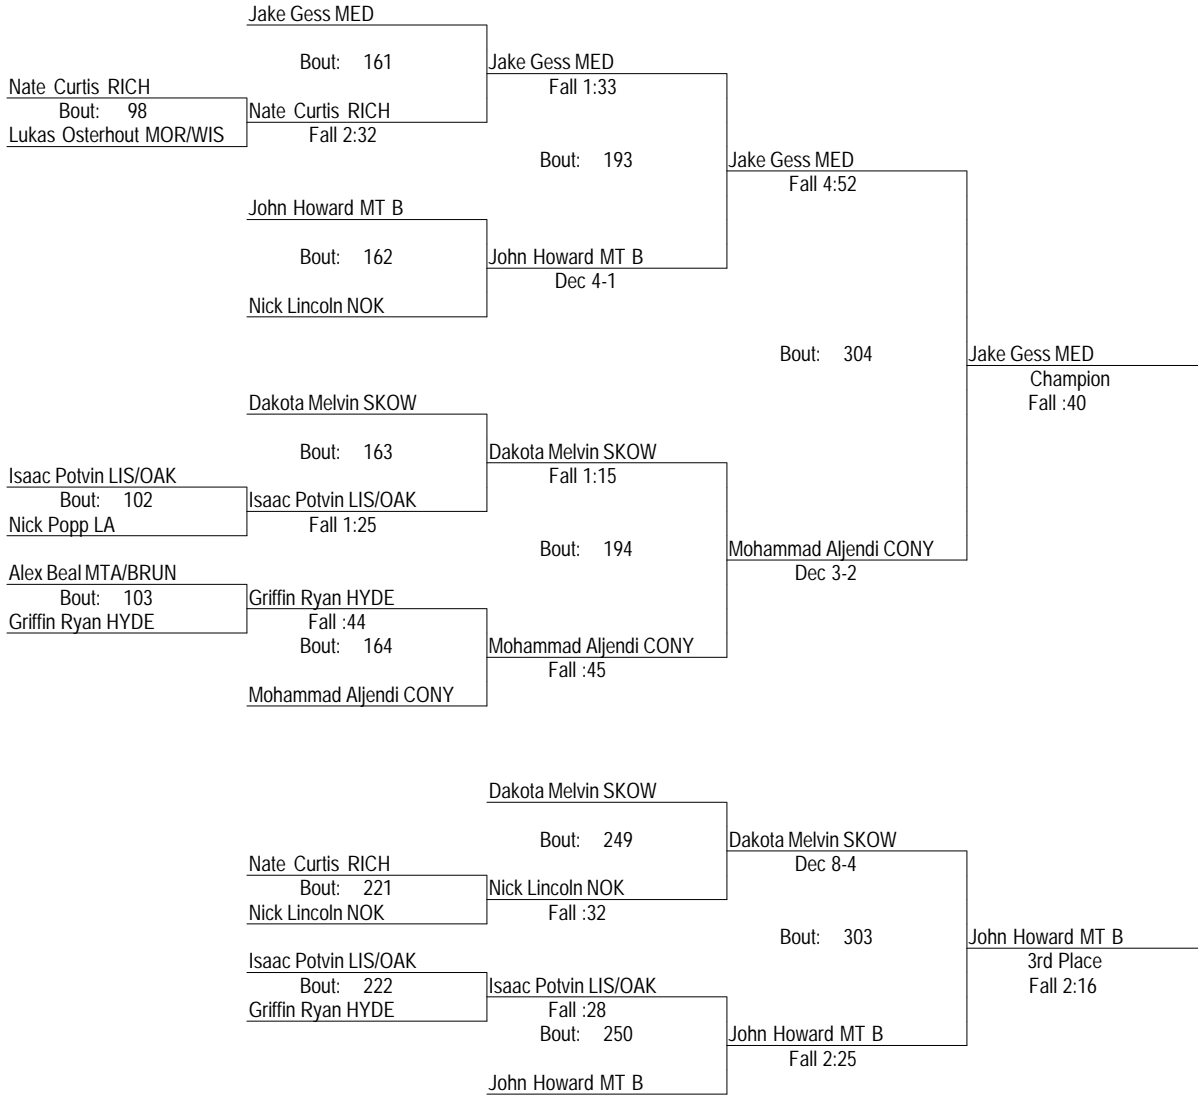 Jake Gess MED
Bout: 161
Jake Gess MED
Fall 1:33
Nate Curtis RICH
Bout: 98
Lukas Osterhout MOR/WIS
Nate Curtis RICH
Fall 2:32
Bout: 193
Jake Gess MED
Fall 4:52
John Howard MT B
Bout: 162
John Howard MT B
Dec 4-1
Nick Lincoln NOK
Bout: 304
Jake Gess MED
Champion
Fall :40
Dakota Melvin SKOW
Bout: 163
Dakota Melvin SKOW
Fall 1:15
Isaac Potvin LIS/OAK
Bout: 102
Nick Popp LA
Isaac Potvin LIS/OAK
Fall 1:25
Bout: 194
Mohammad Aljendi CONY
Dec 3-2
Alex Beal MTA/BRUN
Bout: 103
Griffin Ryan HYDE
Griffin Ryan HYDE
Fall :44
Bout: 164
Mohammad Aljendi CONY
Fall :45
Mohammad Aljendi CONY
Dakota Melvin SKOW
Bout: 249
Dakota Melvin SKOW
Dec 8-4
Nate Curtis RICH
Bout: 221
Nick Lincoln NOK
Nick Lincoln NOK
Fall :32
Bout: 303
John Howard MT B
3rd Place
Fall 2:16
Isaac Potvin LIS/OAK
Bout: 222
Griffin Ryan HYDE
Isaac Potvin LIS/OAK
Fall :28
Bout: 250
John Howard MT B
Fall 2:25
John Howard MT B